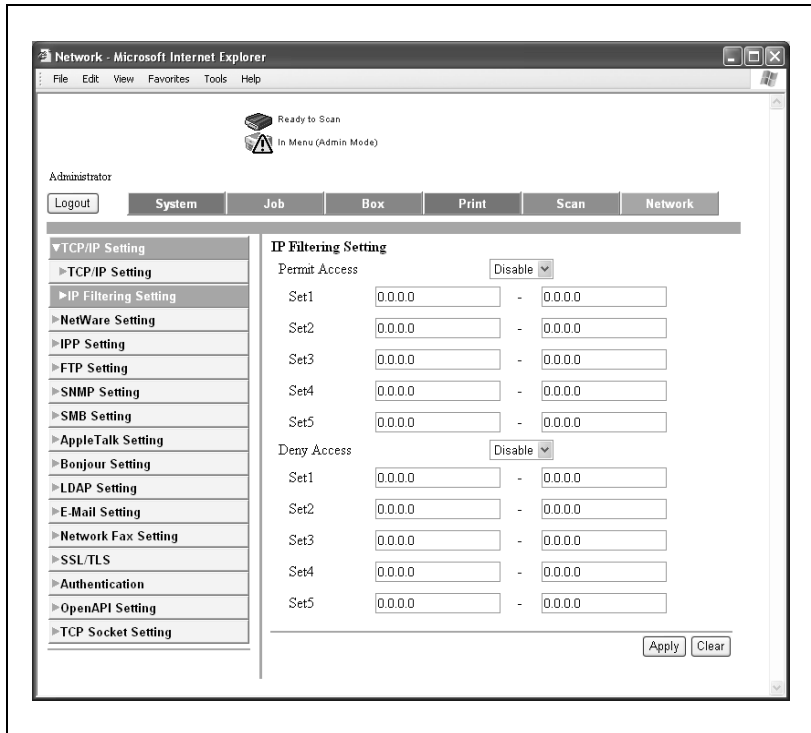 Network - Microsoft Internet Explorer
File Edit View Favorites Tools Help
Ready to Scan
In Menu (Admin Mode)
Administrator
Logout System Job Box Print Scan Network
▼TCP/IP Setting
▶TCP/IP Setting
▶IP Filtering Setting
▶NetWare Setting
▶IPP Setting
▶FTP Setting
▶SNMP Setting
▶SMB Setting
▶AppleTalk Setting
▶Bonjour Setting
▶LDAP Setting
▶E-Mail Setting
▶Network Fax Setting
▶SSL/TLS
▶Authentication
▶OpenAPI Setting
▶TCP Socket Setting
IP Filtering Setting
Permit Access Disable
Set1 0.0.0.0 - 0.0.0.0
Set2 0.0.0.0 - 0.0.0.0
Set3 0.0.0.0 - 0.0.0.0
Set4 0.0.0.0 - 0.0.0.0
Set5 0.0.0.0 - 0.0.0.0
Deny Access Disable
Set1 0.0.0.0 - 0.0.0.0
Set2 0.0.0.0 - 0.0.0.0
Set3 0.0.0.0 - 0.0.0.0
Set4 0.0.0.0 - 0.0.0.0
Set5 0.0.0.0 - 0.0.0.0
Apply Clear